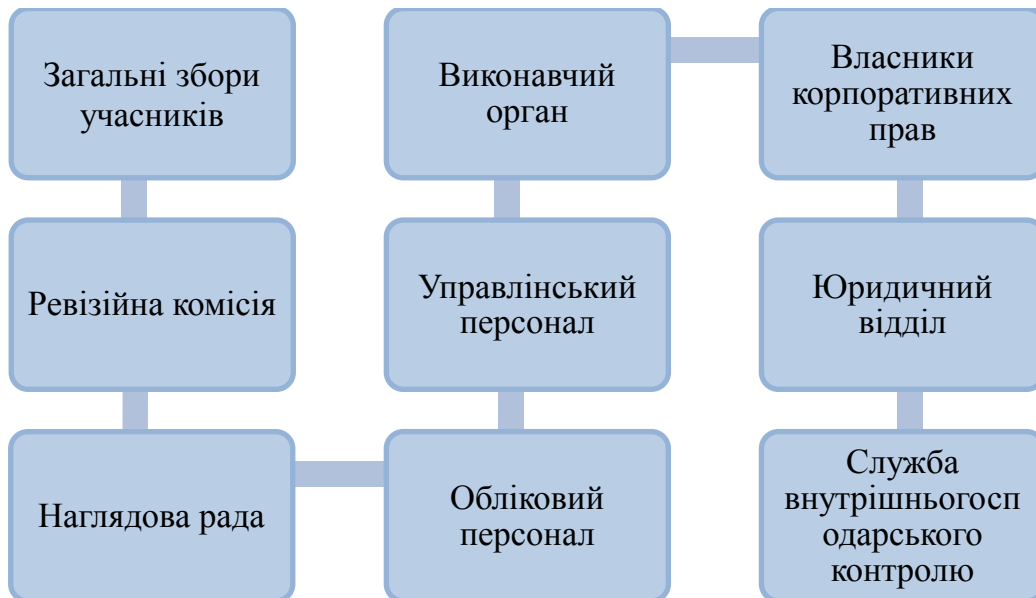 Загальні збори
учасників
Ревізійна комісія
Наглядова рада
Обліковий
персонал
Управлінський
персонал
Виконавчий
орган
Власники
корпоративних
прав
Юридичний
відділ
Служба
внутрішньогосп
одарського
контролю